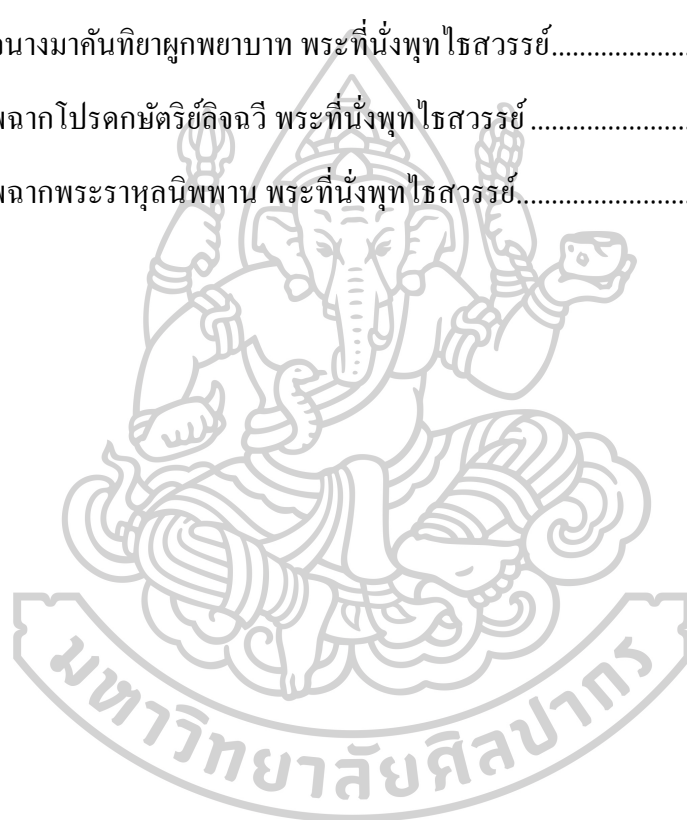 นางมาคันทิยาผูกพยาบาท พระที่นั่งพุทไธสวรรย์.....................
ฉากโปรดกษัตริย์ลิจฉวี พระที่นั่งพุทไธสวรรย์.........................
ฉากพระราหุลนิพพาน พระที่นั่งพุทไธสวรรย์...........................
มหาวิทยาลัยศิลปากร